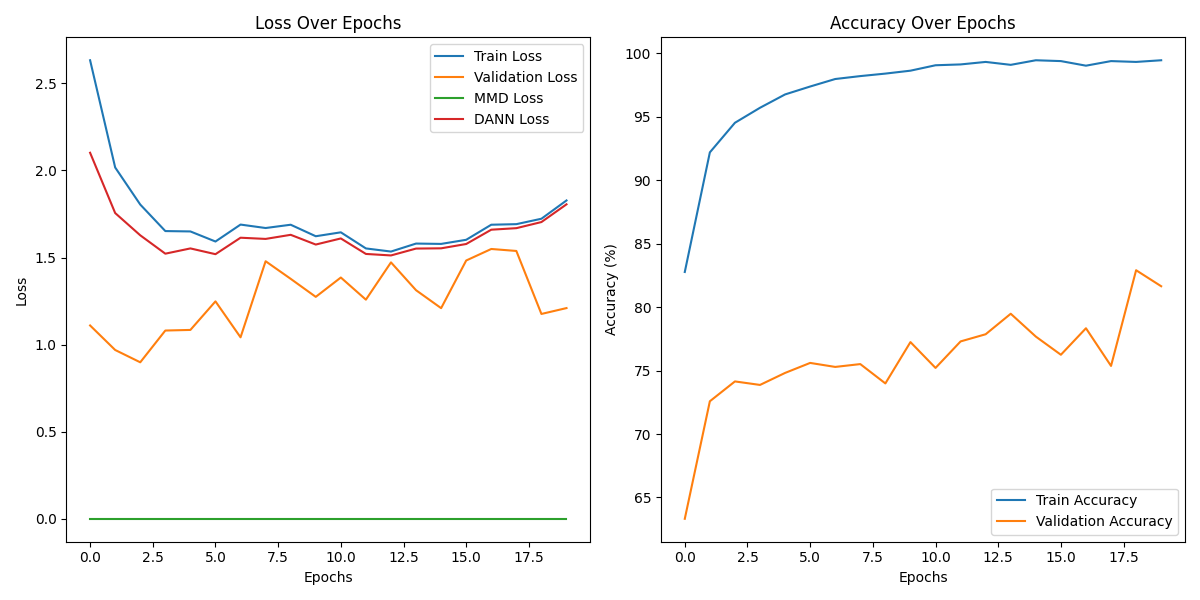 Loss Over Epochs
Train Loss
Validation Loss
MMD Loss
DANN Loss
Loss
2.5
2.0
1.5
1.0
0.5
0.0
0.0 2.5 5.0 7.5 10.0 12.5 15.0 17.5
Epochs
Accuracy Over Epochs
Accuracy (%)
100
95
90
85
80
75
70
65
Train Accuracy
Validation Accuracy
0.0 2.5 5.0 7.5 10.0 12.5 15.0 17.5
Epochs